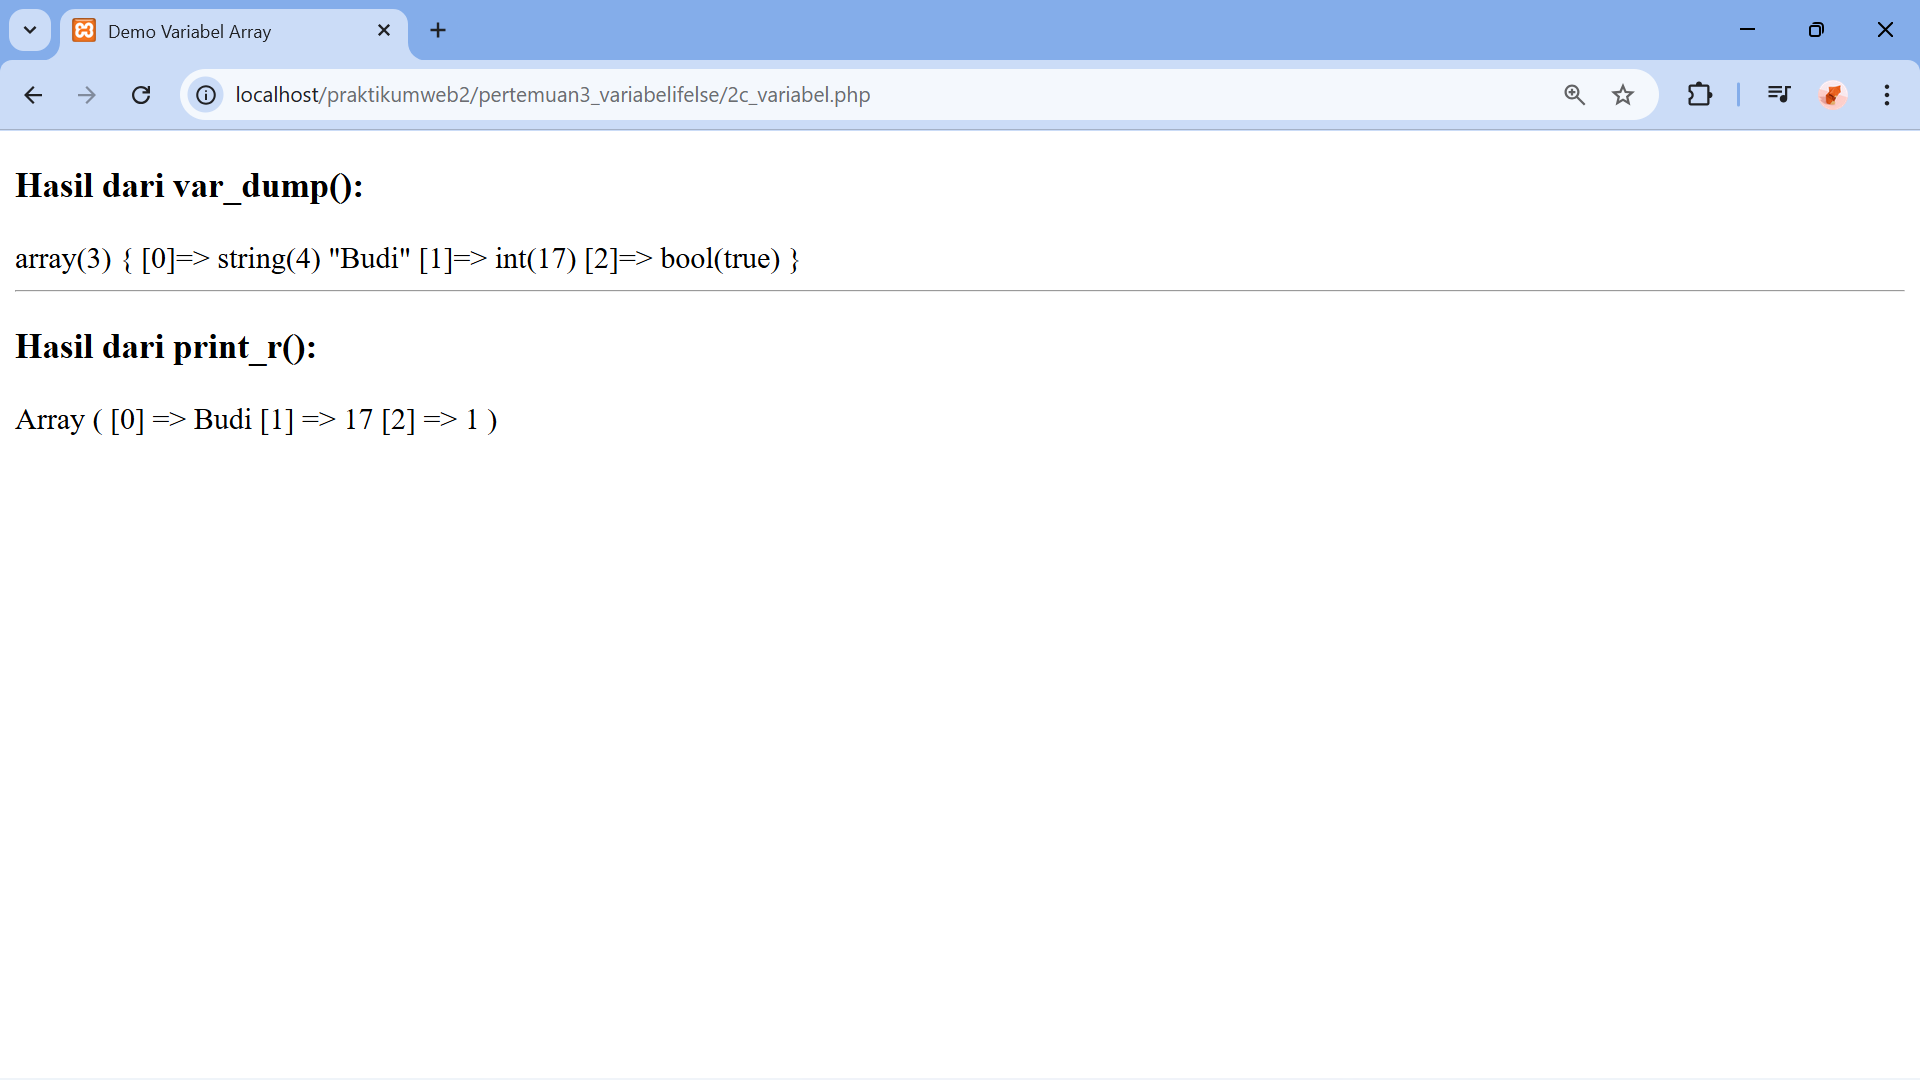 Demo Variabel Array
localhost/praktikumweb2/pertemuan3_variabelifelse/2c_variabel.php
Hasil dari var_dump():
array(3) { [0]=> string(4) "Budi" [1]=> int(17) [2]=> bool(true) }
Hasil dari print_r():
Array ( [0] => Budi [1] => 17 [2] => 1 )